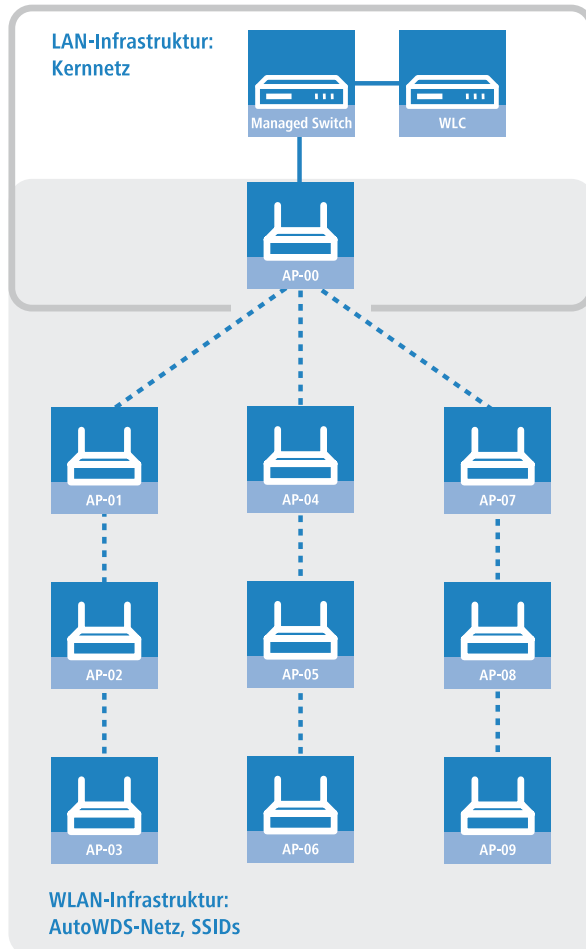 LAN-Infrastruktur:
Kernnetz
Managed Switch
WLC
AP-00
AP-01
AP-04
AP-07
AP-02
AP-05
AP-08
AP-03
AP-06
AP-09
WLAN-Infrastruktur:
AutoWDS-Netz, SSIDs